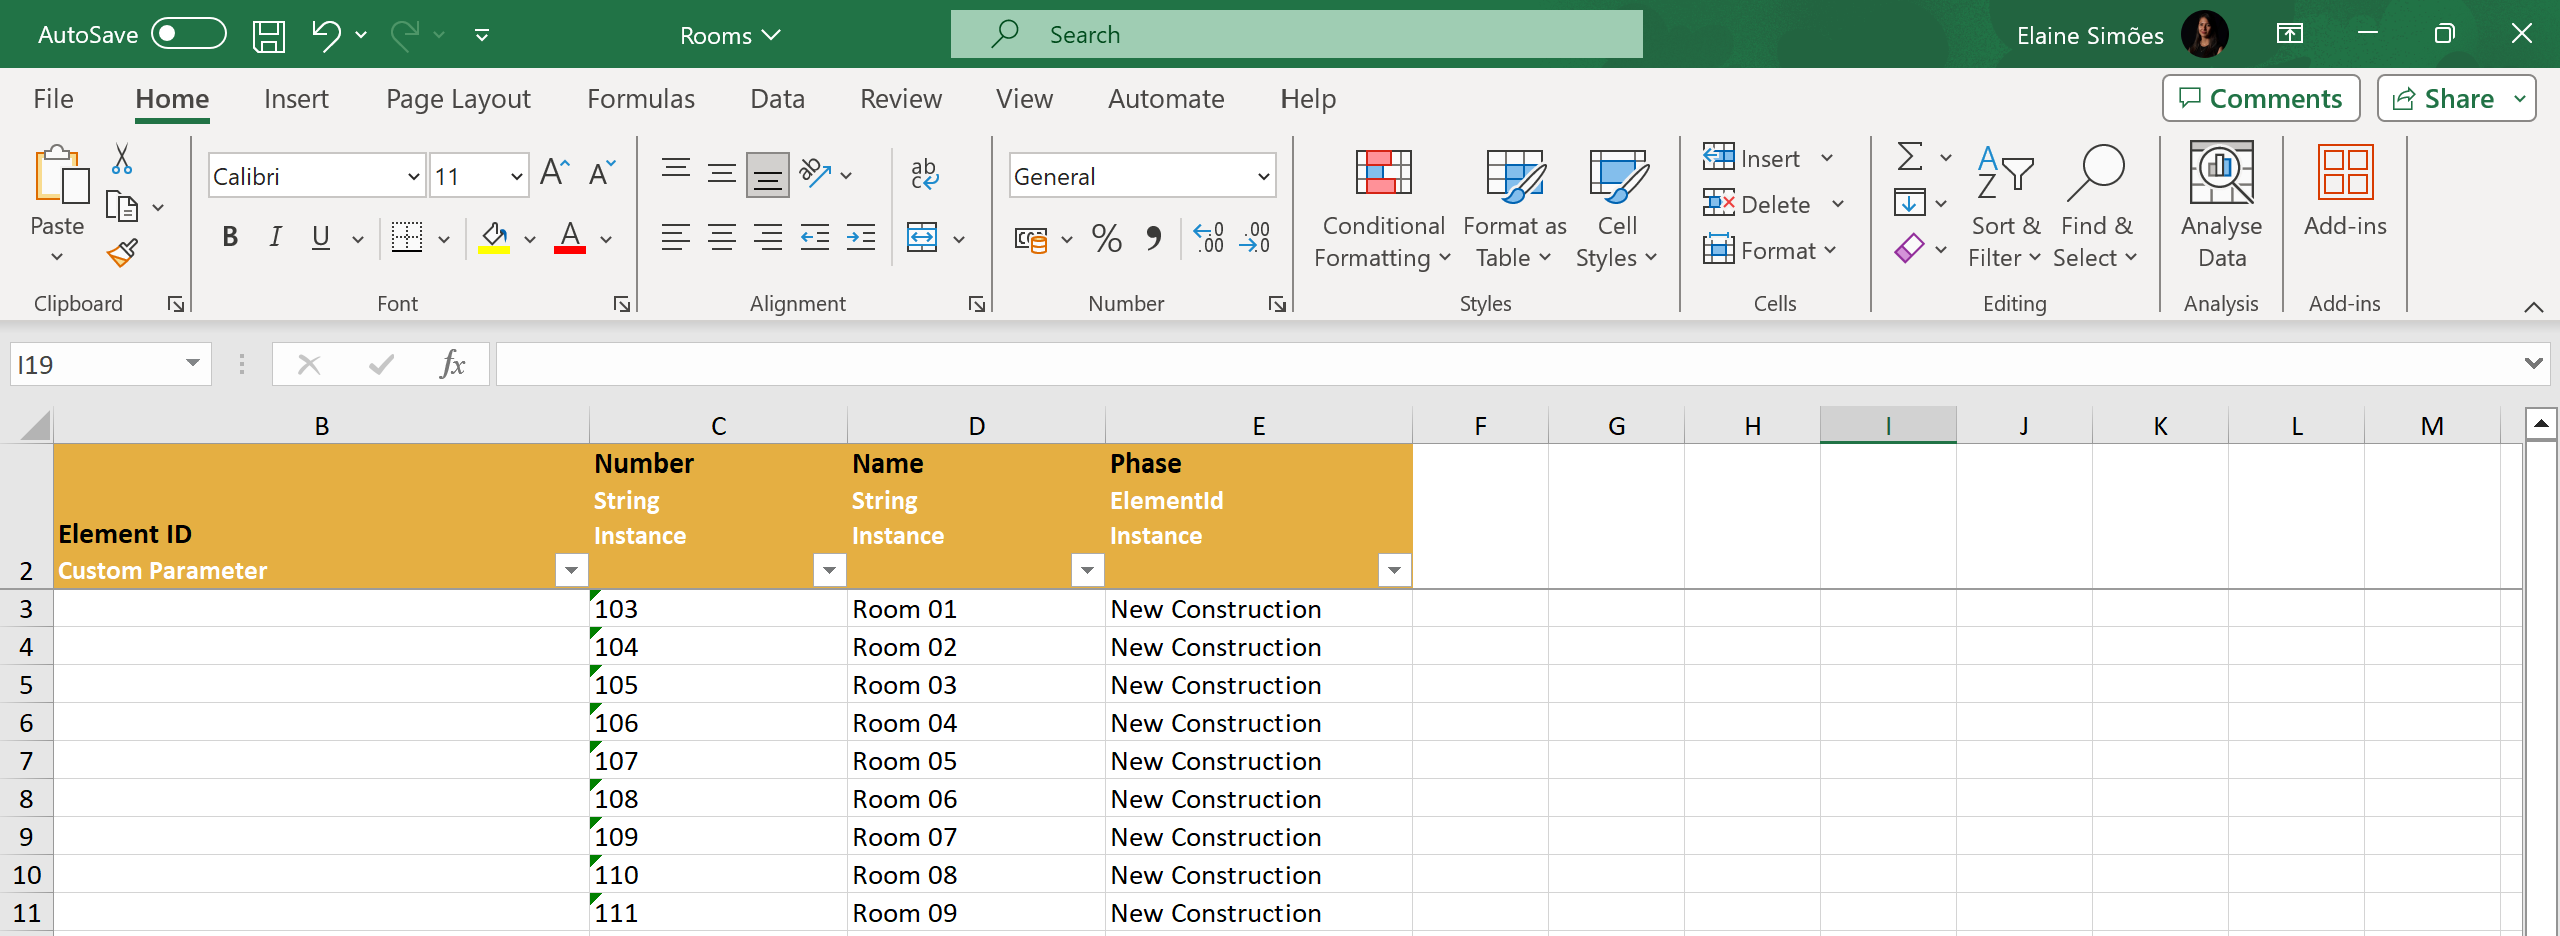 AutoSave Rooms Search Elaine Simões
File Home Insert Page Layout Formulas Data Review View Automate Help Comments Share
Paste
Clipboard
Calibri 11
B I U A
Font
ab
c
Alignment
General
% , .00 .00
Number
Conditional Formatting
Format as Table
Cell Styles
Styles
Insert
Delete
Format
Cells
Sort & Filter
Find & Select
Editing
Analyse Data
Analysis
Add-ins
Add-ins
I19 fx
B C D E F G H I J K L M
2 Element ID Custom Parameter Number String Instance Name String Instance Phase ElementId Instance
3 103 Room 01 New Construction
4 104 Room 02 New Construction
5 105 Room 03 New Construction
6 106 Room 04 New Construction
7 107 Room 05 New Construction
8 108 Room 06 New Construction
9 109 Room 07 New Construction
10 110 Room 08 New Construction
11 111 Room 09 New Construction